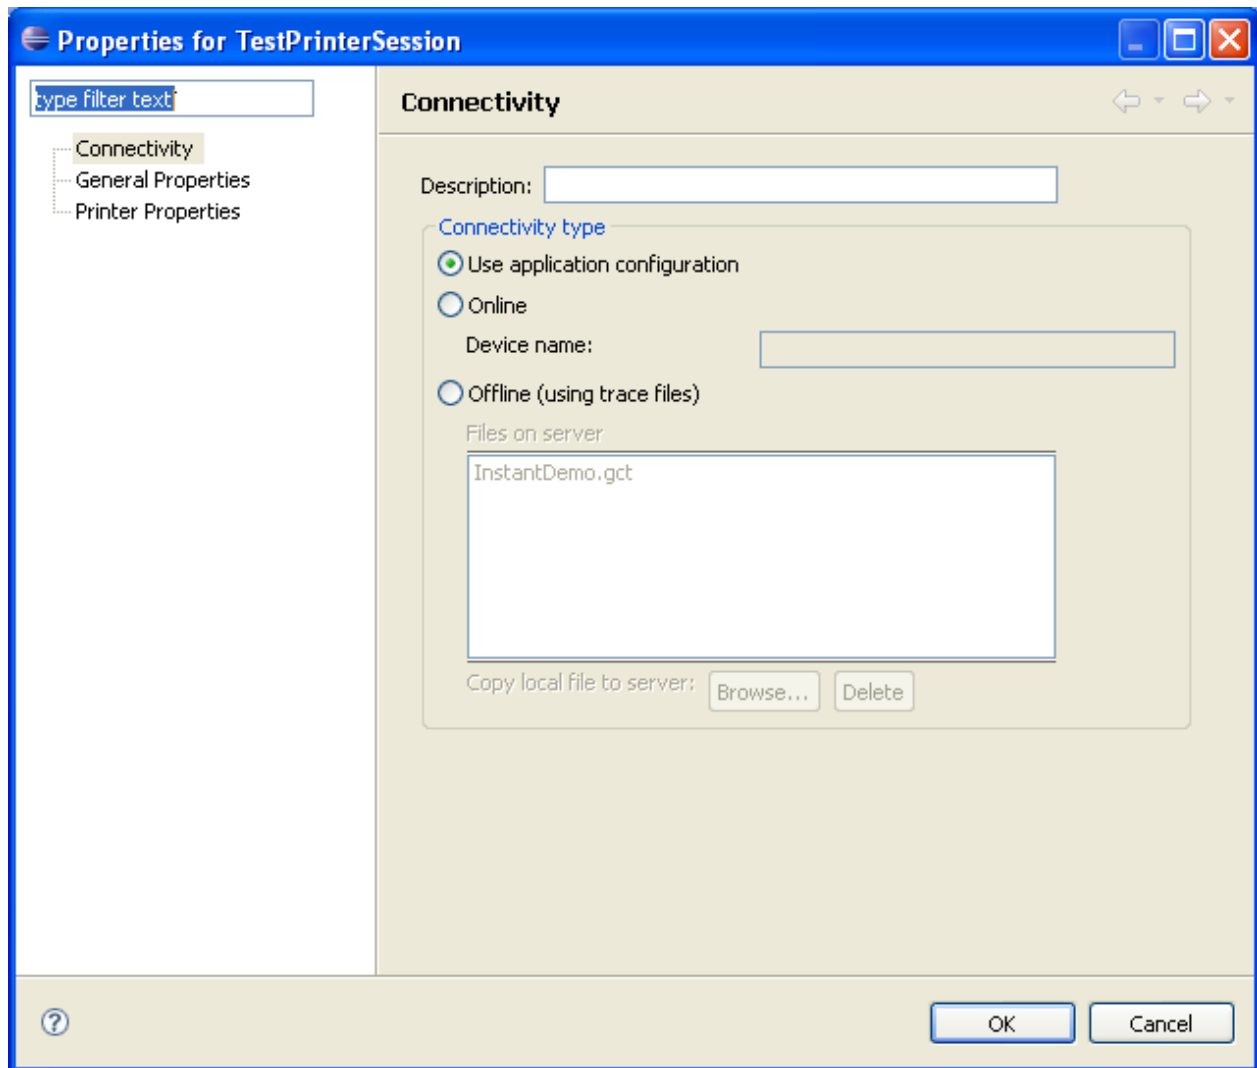 Properties for TestPrinterSession
type filter text
Connectivity
General Properties
Printer Properties
Connectivity
Description:
Connectivity type
Use application configuration
Online
Device name:
Offline (using trace files)
Files on server
InstantDemo.gct
Copy local file to server: Browse... Delete
? OK Cancel